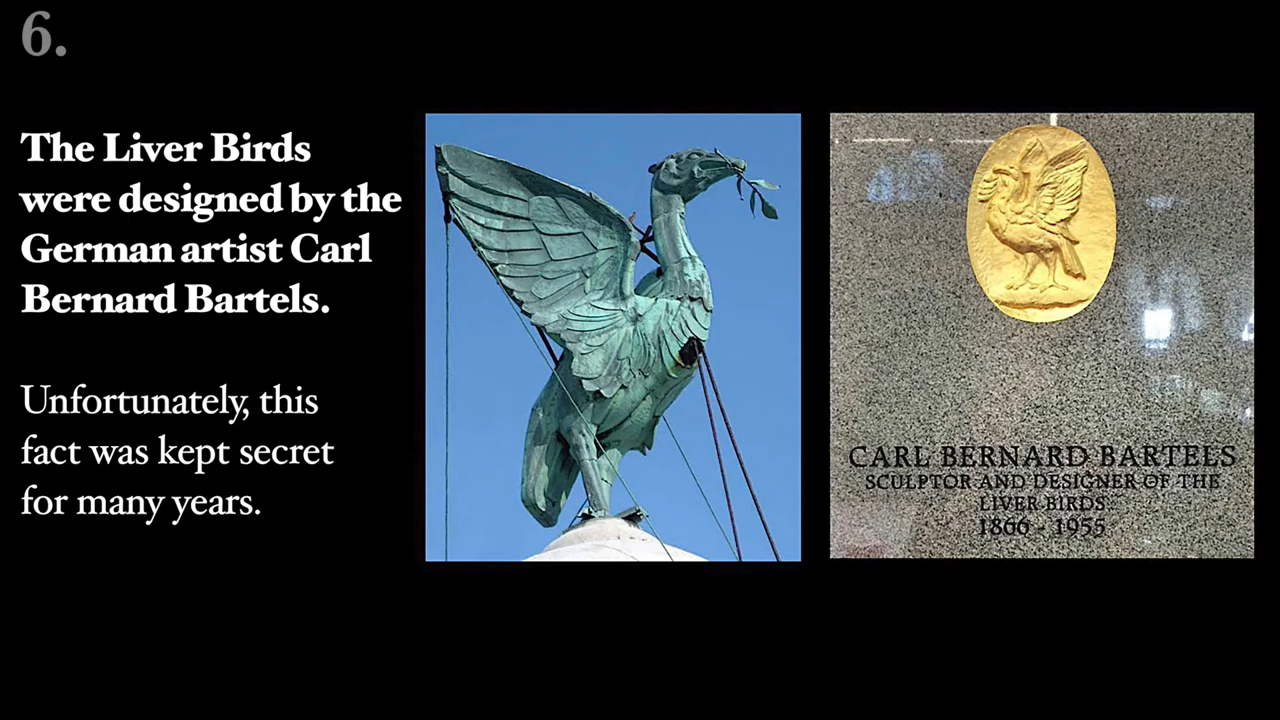 6.
The Liver Birds
were designed by the
German artist Carl
Bernard Bartels.
Unfortunately, this
fact was kept secret
for many years.
CARL BERNARD BARTELS
SCULPTOR AND DESIGNER OF THE
LIVER BIRDS.
1866 - 1955